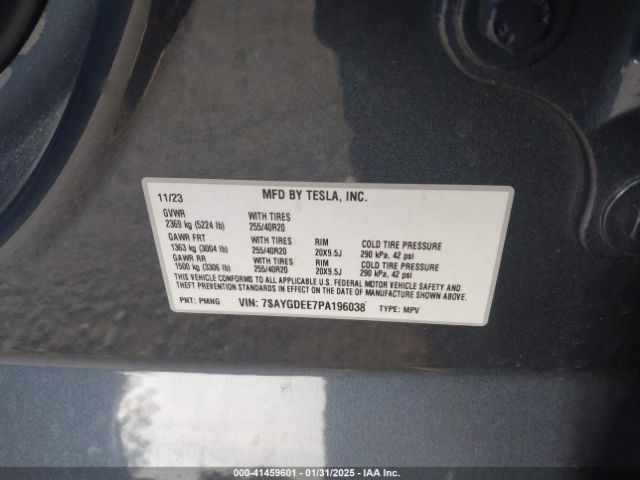 11/23 MFD BY TESLA, INC.
GVWR WITH TIRES
2369 kg (5224 lb) 255/40R20
GAWR FRT WITH TIRES RIM COLD TIRE PRESSURE
1363 kg (3004 lb) 255/40R20 20X9.5J 290 kPa, 42 psi
GAWR RR WITH TIRES RIM COLD TIRE PRESSURE
1500 kg (3306 lb) 255/40R20 20X9.5J 290 kPa, 42 psi
THIS VEHICLE CONFORMS TO ALL APPLICABLE U.S. FEDERAL MOTOR VEHICLE SAFETY AND
THEFT PREVENTION STANDARDS IN EFFECT ON THE DATE OF MANUFACTURE SHOWN ABOVE.
PNT: PMNG VIN: 7SAYGDEE7PA196038 TYPE: MPV
000-41459601 - 01/31/2025 - IAA Inc.